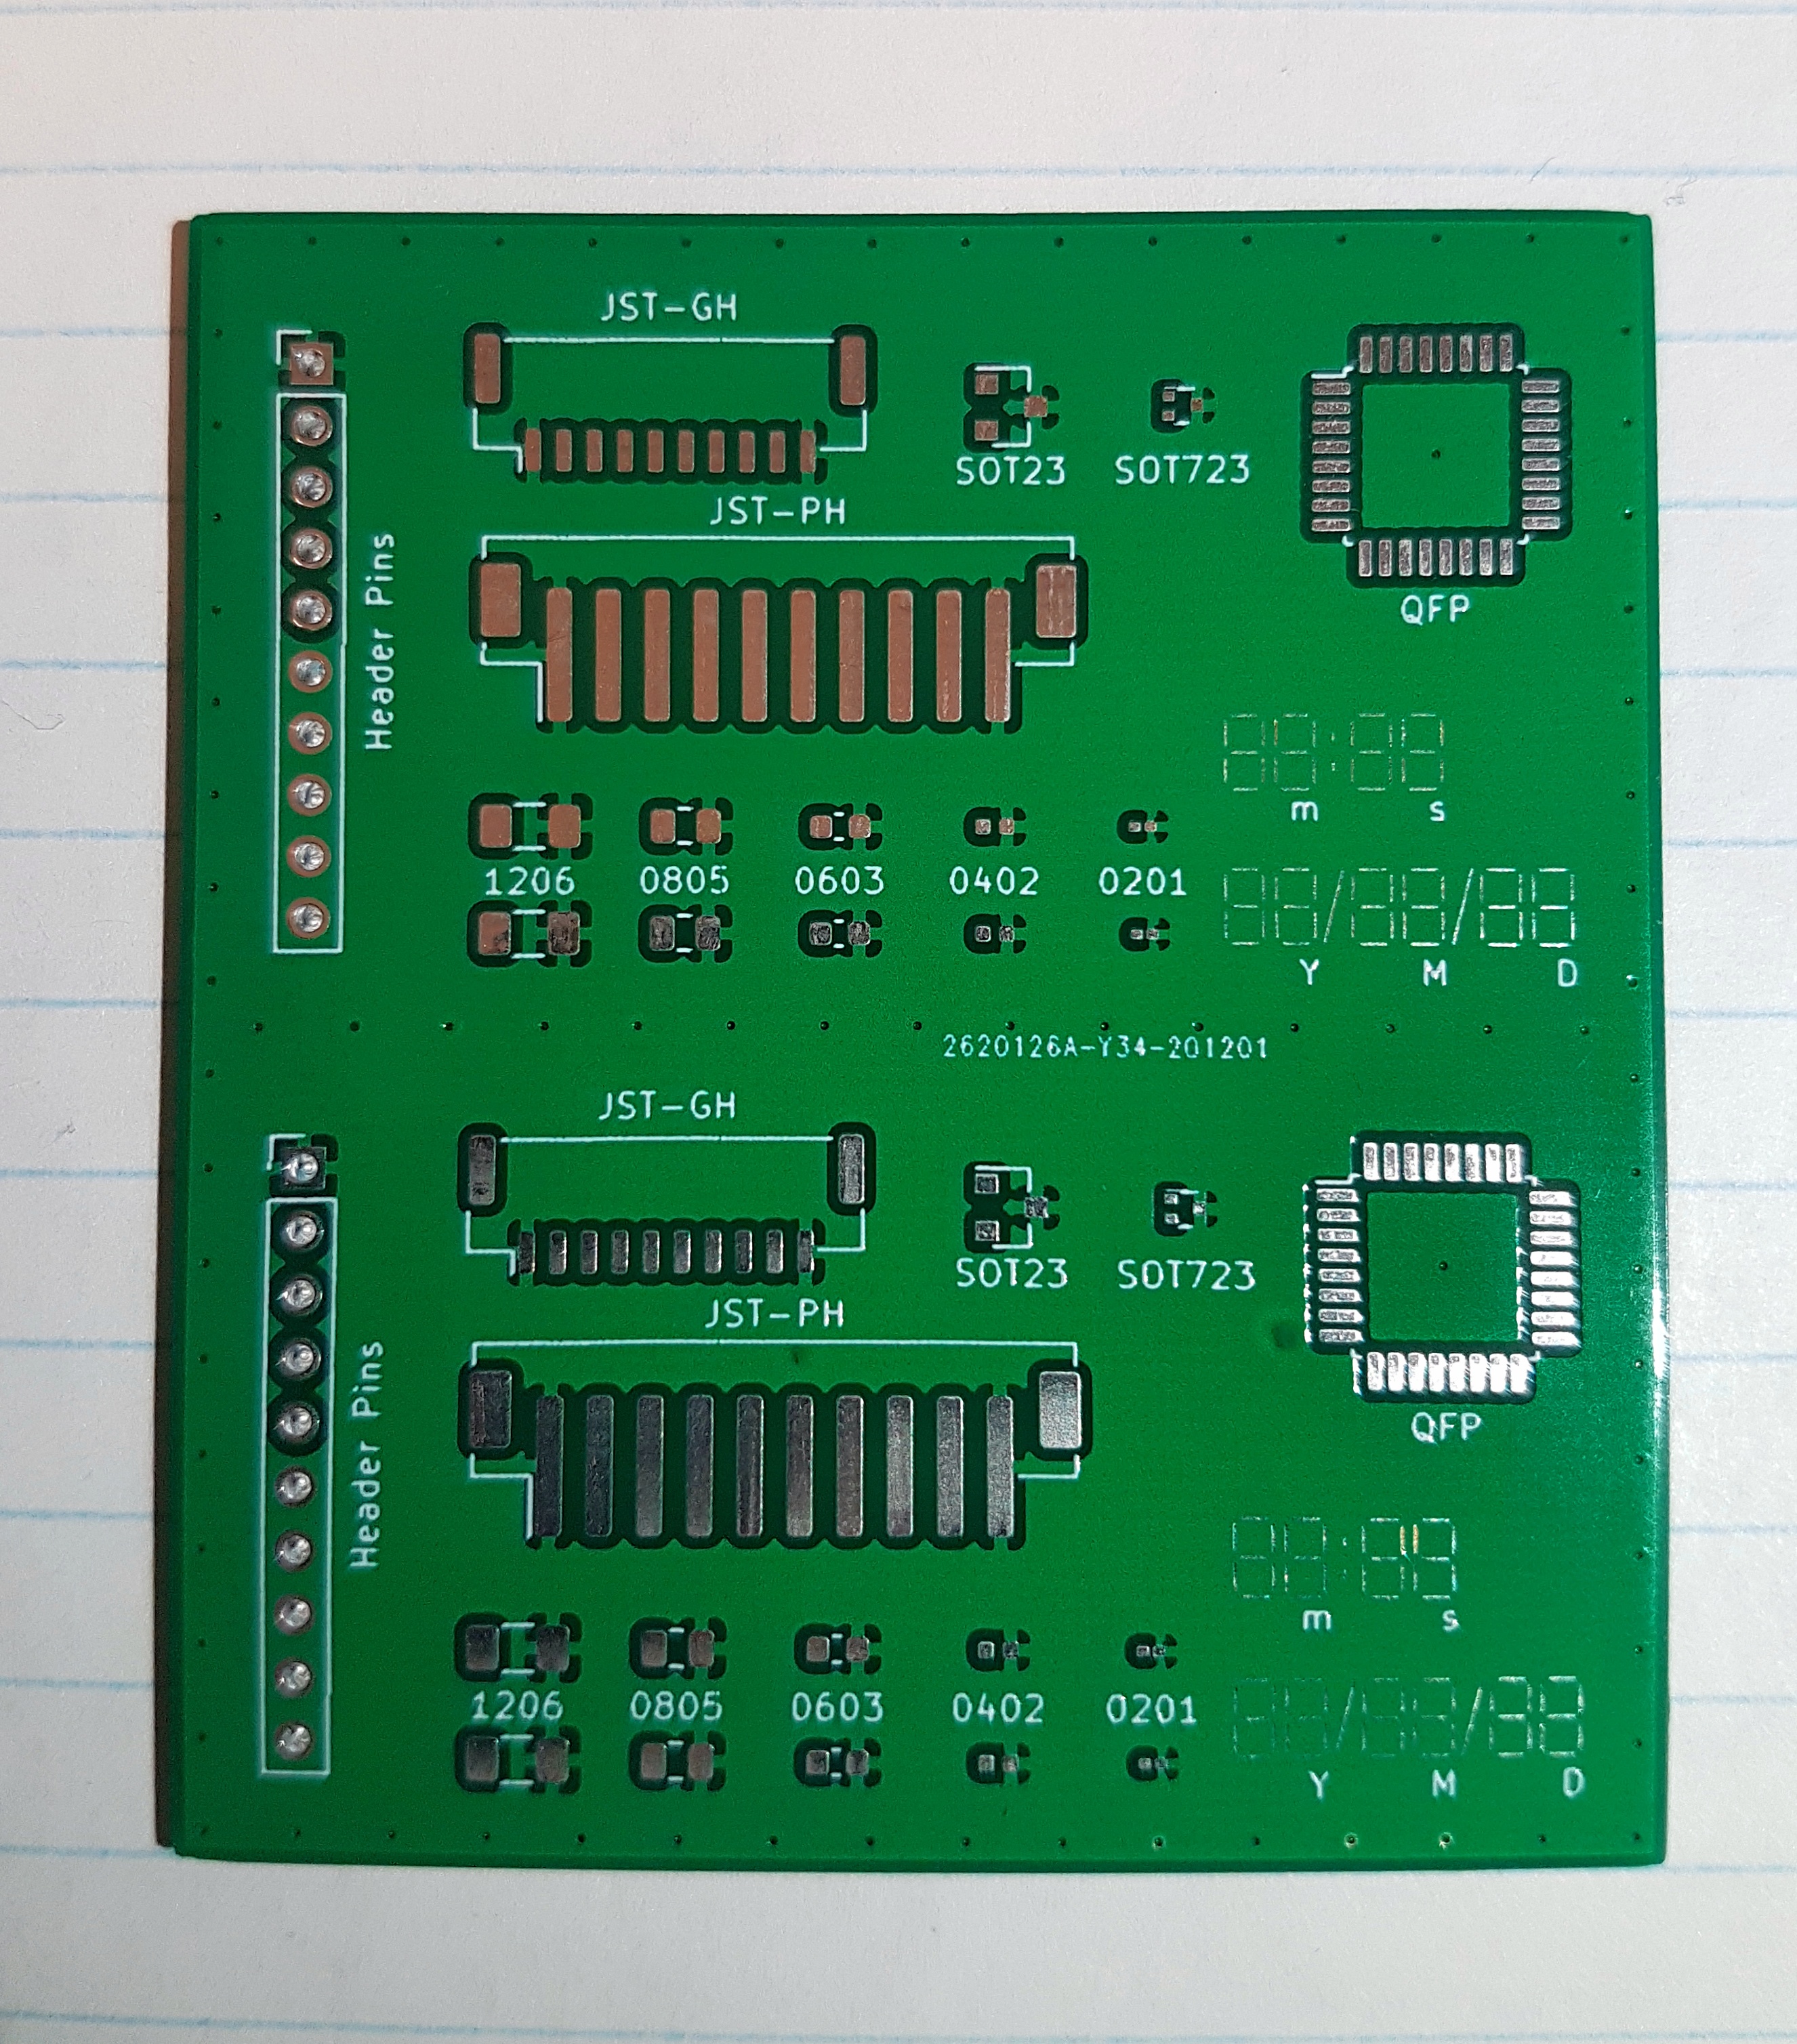 JST-GH
SOT23 SOT723
JST-PH
Header Pins
QFP
m s
1206 0805 0603 0402 0201
Y M D
2620126A-Y34-201201
JST-GH
SOT23 SOT723
JST-PH
Header Pins
QFP
m s
1206 0805 0603 0402 0201
Y M D